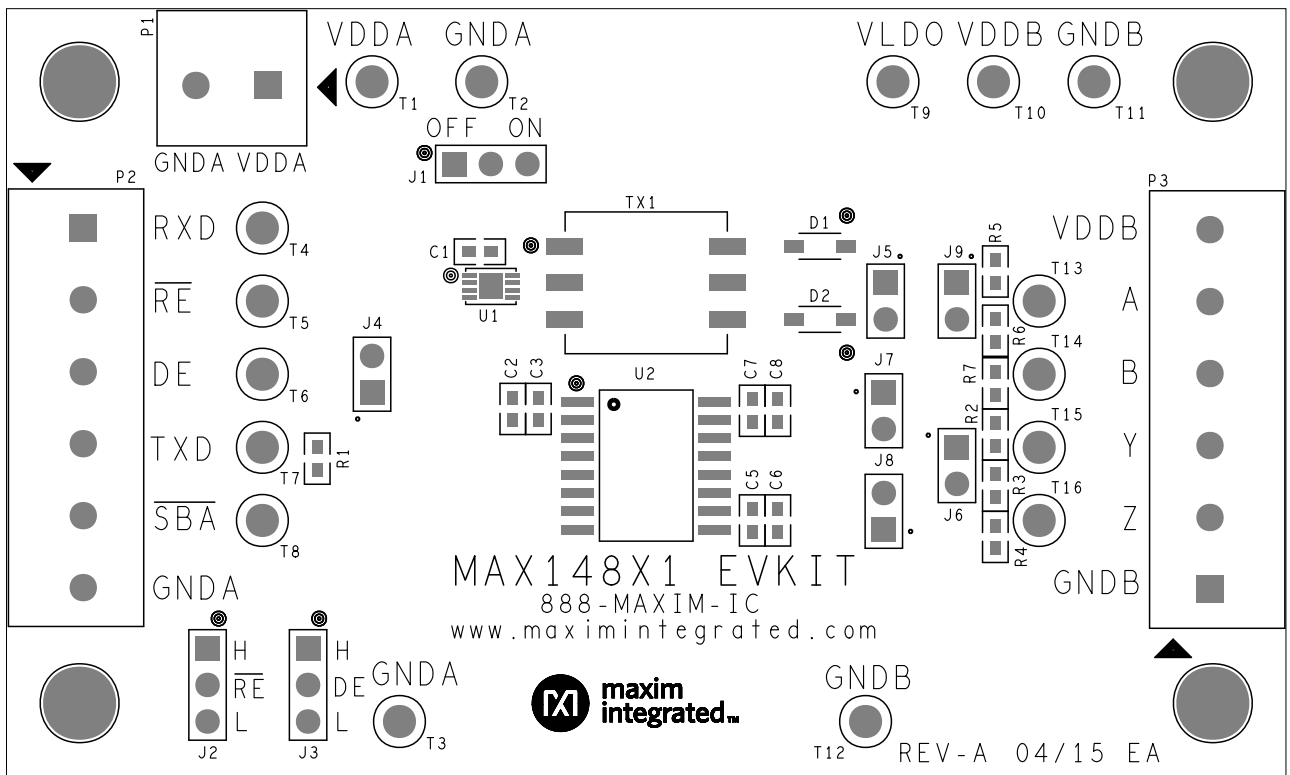 P1
VDDA GNDA
T1 T2
VLDO VDDB GNDB
T9 T10 T11
GNDA VDDA
OFF ON
J1
P2
RXD T4
R̅E̅ T5
DE T6
TXD T7
S̅B̅A̅ T8
GNDA
J4
R1
C1
U1
TX1
C2 C3
U2
C7 C8
C5 C6
D1
D2
J5
J9
J7
J8
J6
R5
R6
R7
R2
R3
R4
T13
T14
T15
T16
P3
VDDB
A
B
Y
Z
GNDB
MAX148X1 EVKIT
888-MAXIM-IC
www.maximintegrated.com
H
R̅E̅
L
J2
H
DE
L
J3
GNDA
T3
maxim
integrated™
GNDB
T12
REV-A 04/15 EA